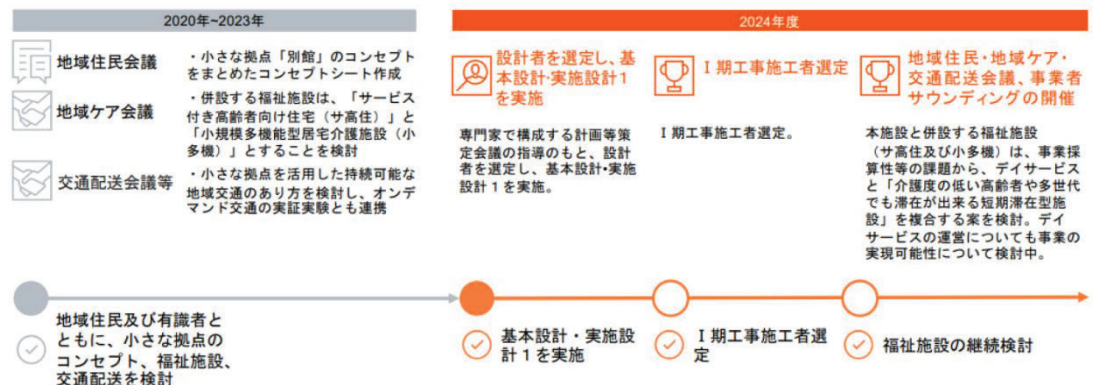 2020年~2023年
地域住民会議
・小さな拠点「別館」のコンセプト
をまとめたコンセプトシート作成
地域ケア会議
・併設する福祉施設は、「サービス
付き高齢者向け住宅（サ高住）」と
「小規模多機能型居宅介護施設（小
多機）」とすることを検討
交通配送会議等
・小さな拠点を活用した持続可能な
地域交通のあり方を検討し、オンデ
マンド交通の実証実験とも連携
2024年度
設計者を選定し、基
本設計・実施設計1
を実施
専門家で構成する計画等策
定会議の指導のもと、設計
者を選定し、基本設計・実施
設計１を実施。
Ⅰ期工事施工者選定
Ⅰ期工事施工者選定。
地域住民・地域ケア・
交通配送会議、事業者
サウンディングの開催
本施設と併設する福祉施設
（サ高住及び小多機）は、事業採
算性等の課題から、デイサービス
と「介護度の低い高齢者や多世代
でも滞在が出来る短期滞在型施
設」を複合する案を検討。デイ
サービスの運営についても事業の
実現可能性について検討中。
地域住民及び有識者と
ともに、小さな拠点の
コンセプト、福祉施設、
交通配送を検討
基本設計・実施設
計１を実施
Ⅰ期工事施工者選
定
福祉施設の継続検討